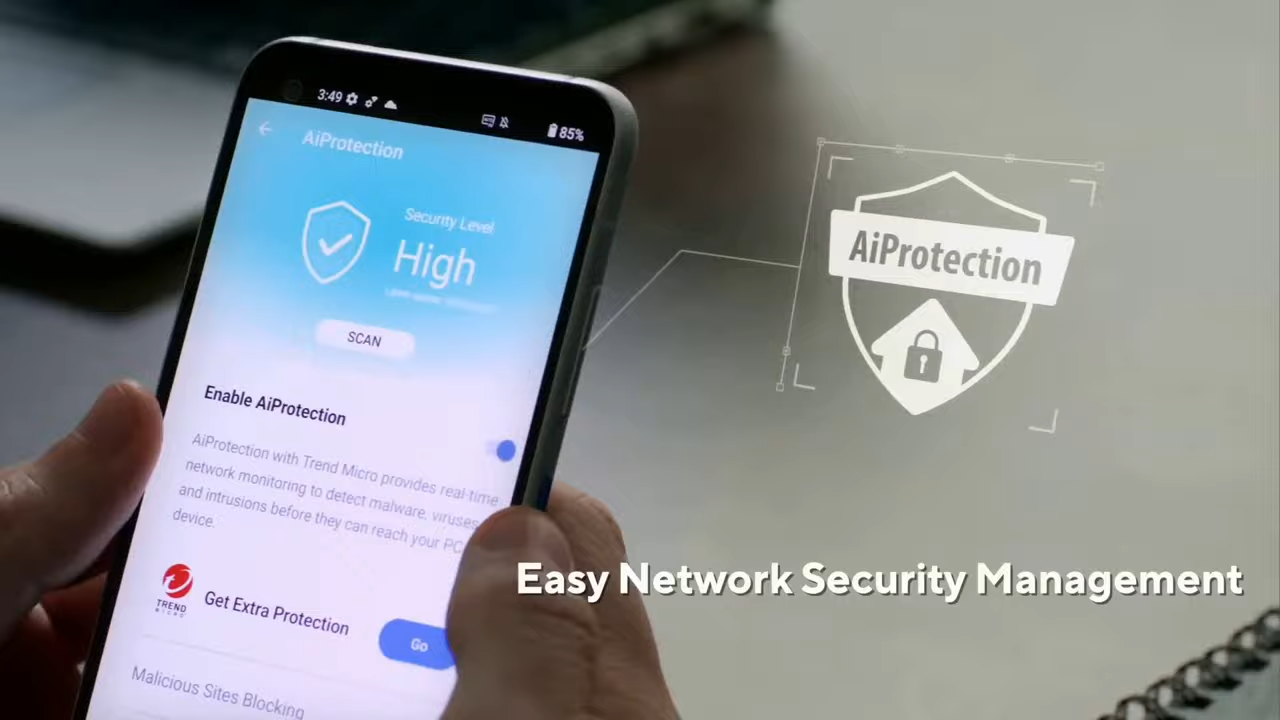 3:49
85%
AiProtection
Security Level
High
SCAN
Enable AiProtection
AiProtection with Trend Micro provides real-time
network monitoring to detect malware, viruses
and intrusions before they can reach your PC
device.
TREND
MICRO
Get Extra Protection
Go
Malicious Sites Blocking
AiProtection
Easy Network Security Management